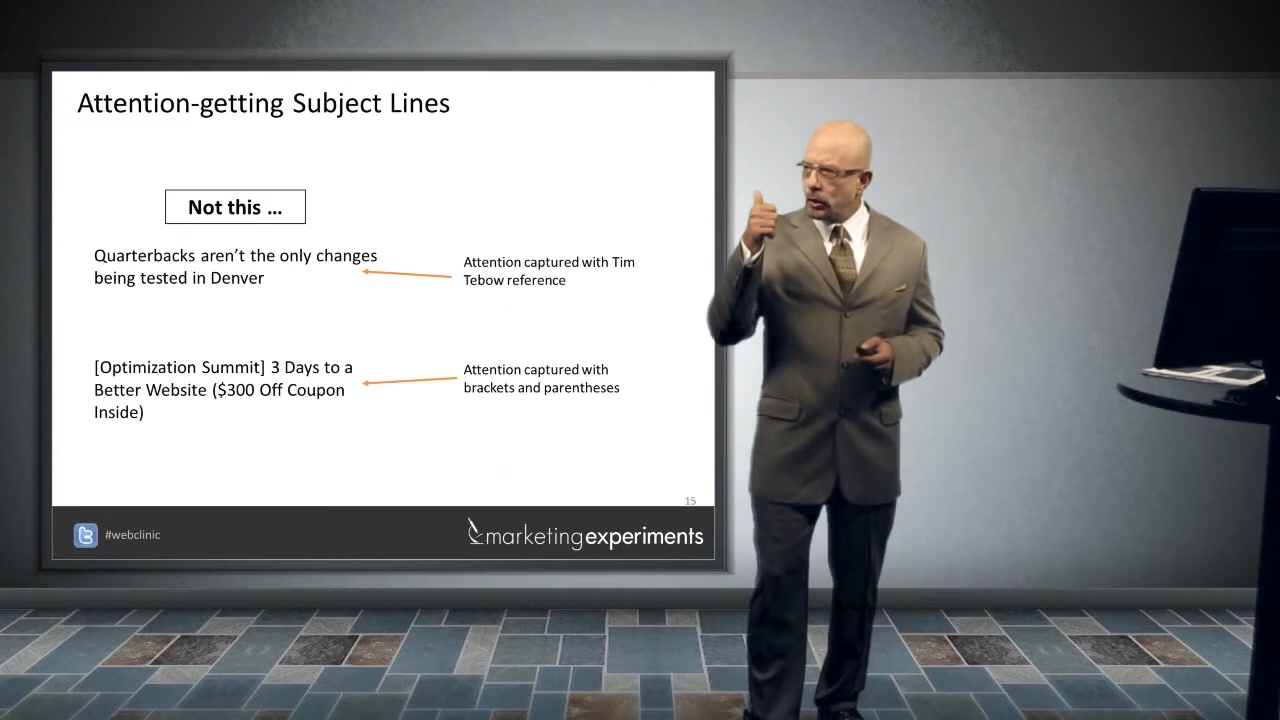 Attention-getting Subject Lines
Not this …
Quarterbacks aren’t the only changes
being tested in Denver
Attention captured with Tim
Tebow reference
[Optimization Summit] 3 Days to a
Better Website ($300 Off Coupon
Inside)
Attention captured with
brackets and parentheses
15
#webclinic
marketingexperiments